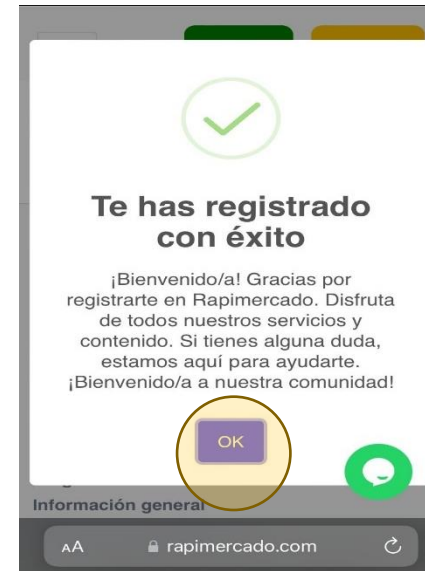 Te has registrado
con éxito
¡Bienvenido/a! Gracias por
registrarte en Rapimercado. Disfruta
de todos nuestros servicios y
contenido. Si tienes alguna duda,
estamos aquí para ayudarte.
¡Bienvenido/a a nuestra comunidad!
OK
Información general
AA rapimercado.com